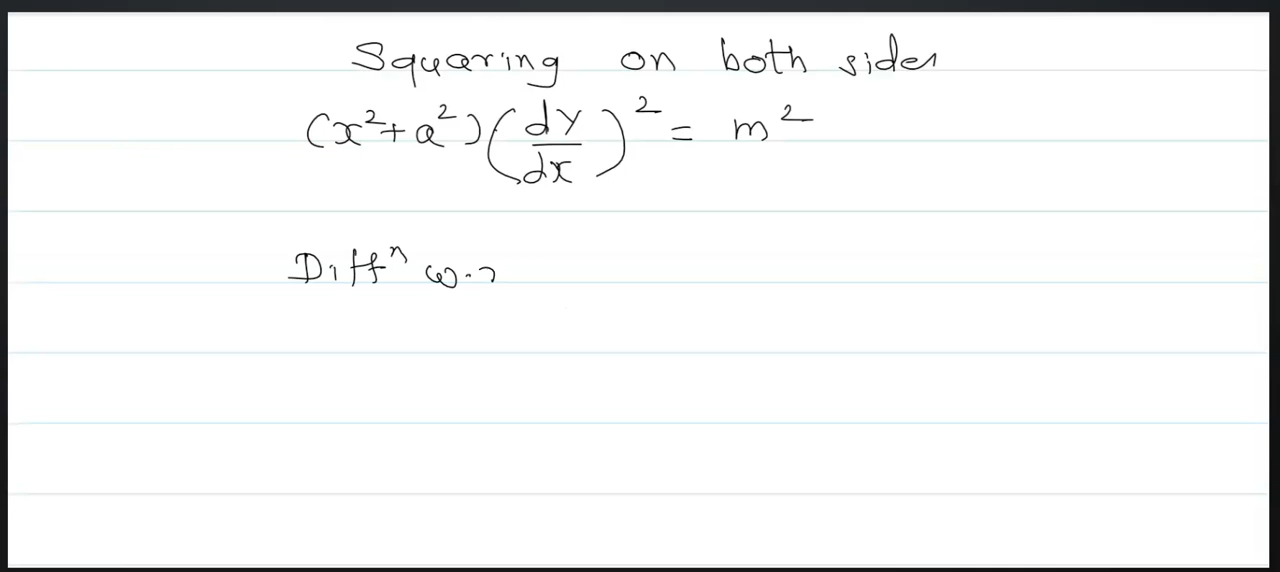 Squaring on both sides
(x²+a²)(dy/dx)² = m²
Diffⁿ w.r